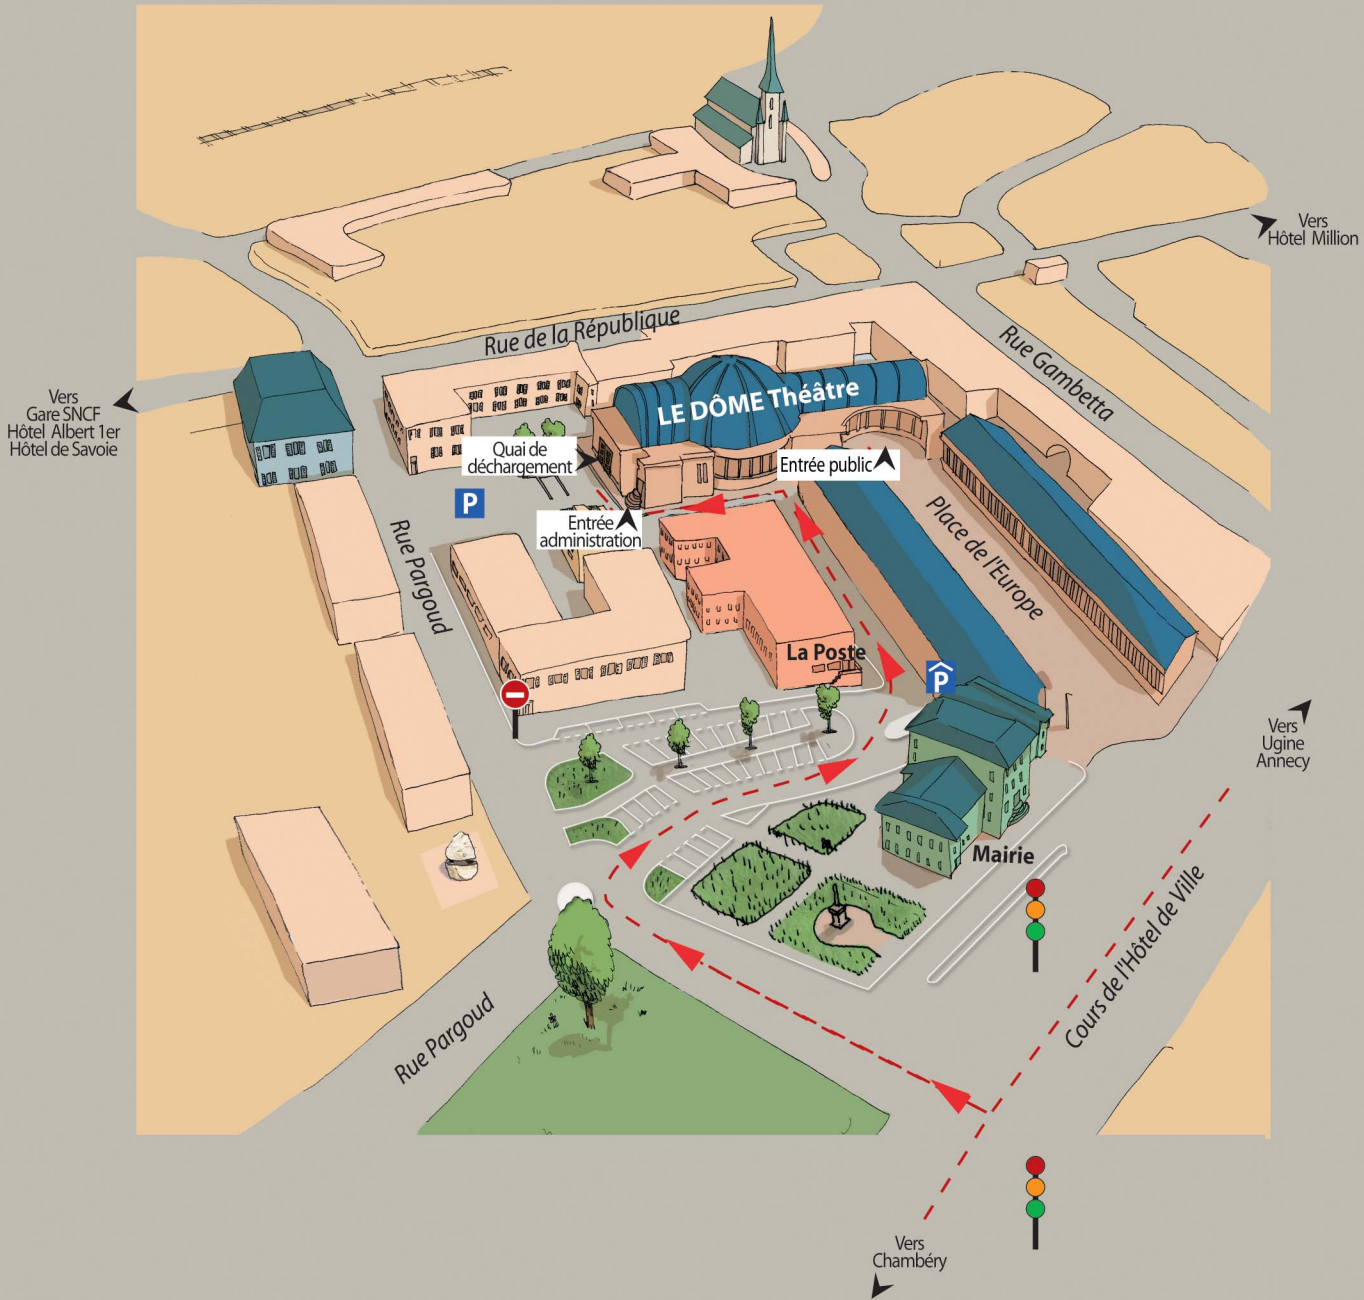 Vers
Hôtel Million
Rue de la République
Rue Gambetta
Vers
Gare SNCF
Hôtel Albert 1er
Hôtel de Savoie
LE DÔME Théâtre
Quai de
déchargement
Entrée public
P
Entrée
administration
Place de l'Europe
Rue Pargoud
La Poste
P
Vers
Ugine
Annecy
Mairie
Cours de l'Hôtel de Ville
Rue Pargoud
Vers
Chambéry